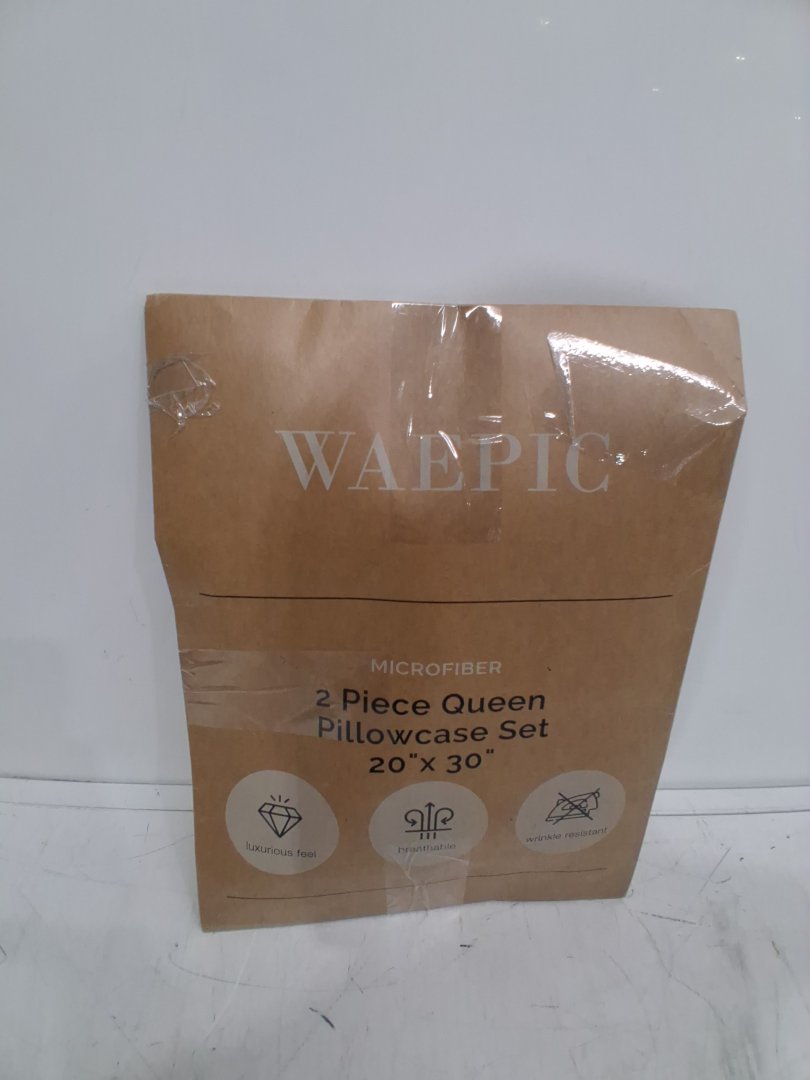 WAEPIC
MICROFIBER
2 Piece Queen
Pillowcase Set
20"x 30"
luxurious feel
breathable
wrinkle resistant